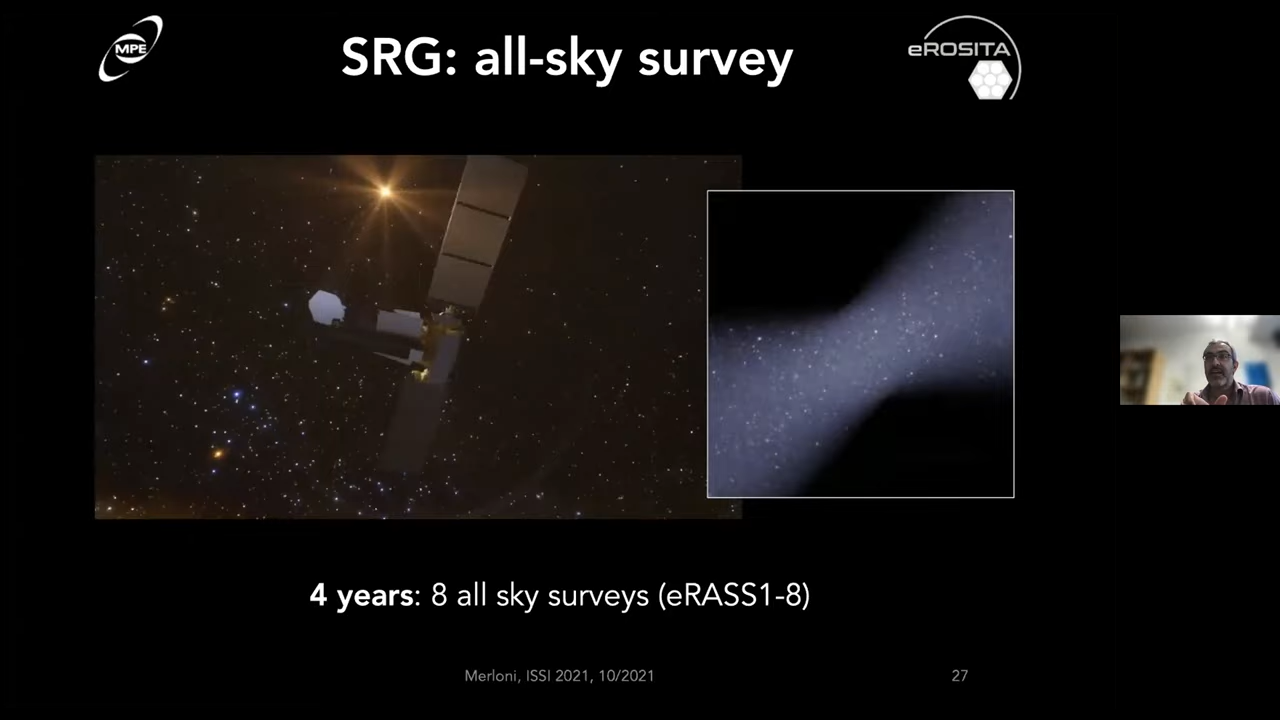 MPE
SRG: all-sky survey
eROSITA
4 years: 8 all sky surveys (eRASS1-8)
Merloni, ISSI 2021, 10/2021
27